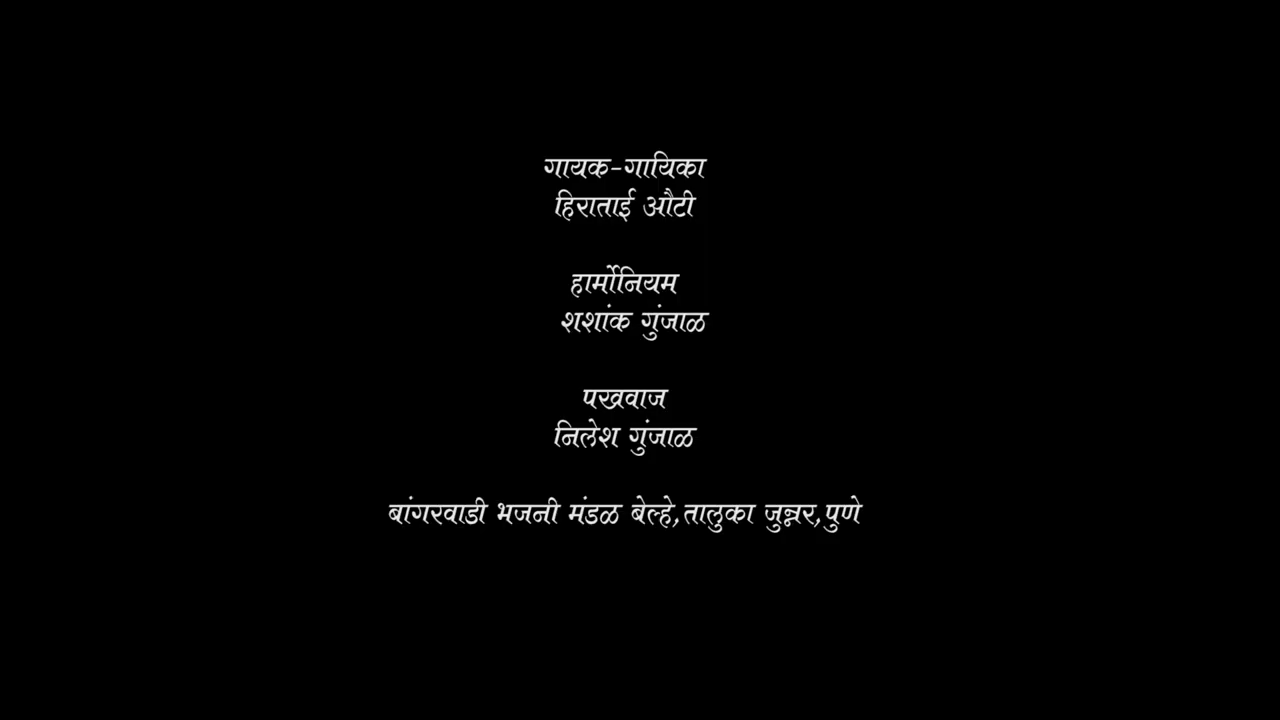 गायक-गायिका
हिराताई औटी
हार्मोनियम
शशांक गुंजाळ
पखवाज
निलेश गुंजाळ
बांगरवाडी भजनी मंडळ बेल्हे,तालुका जुन्नर,पुणे